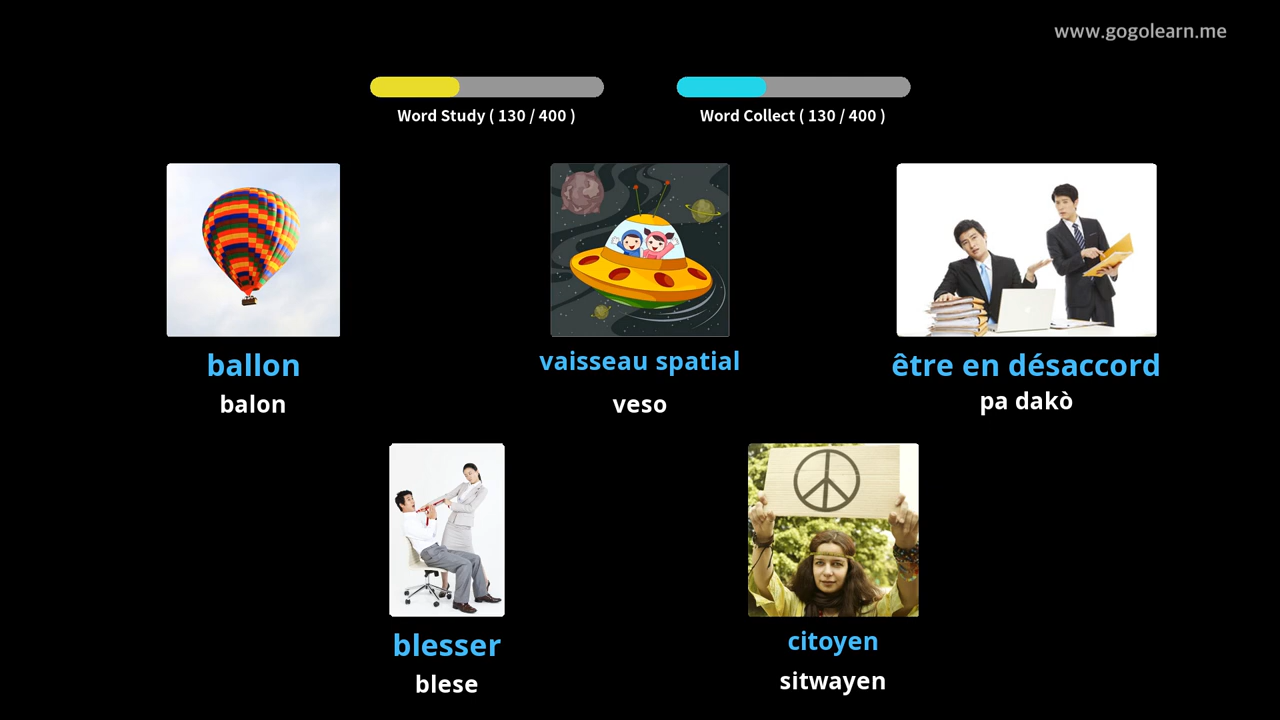 www.gogolearn.me
Word Study ( 130 / 400 )
Word Collect ( 130 / 400 )
ballon
balon
vaisseau spatial
veso
être en désaccord
pa dakò
blesser
blese
citoyen
sitwayen